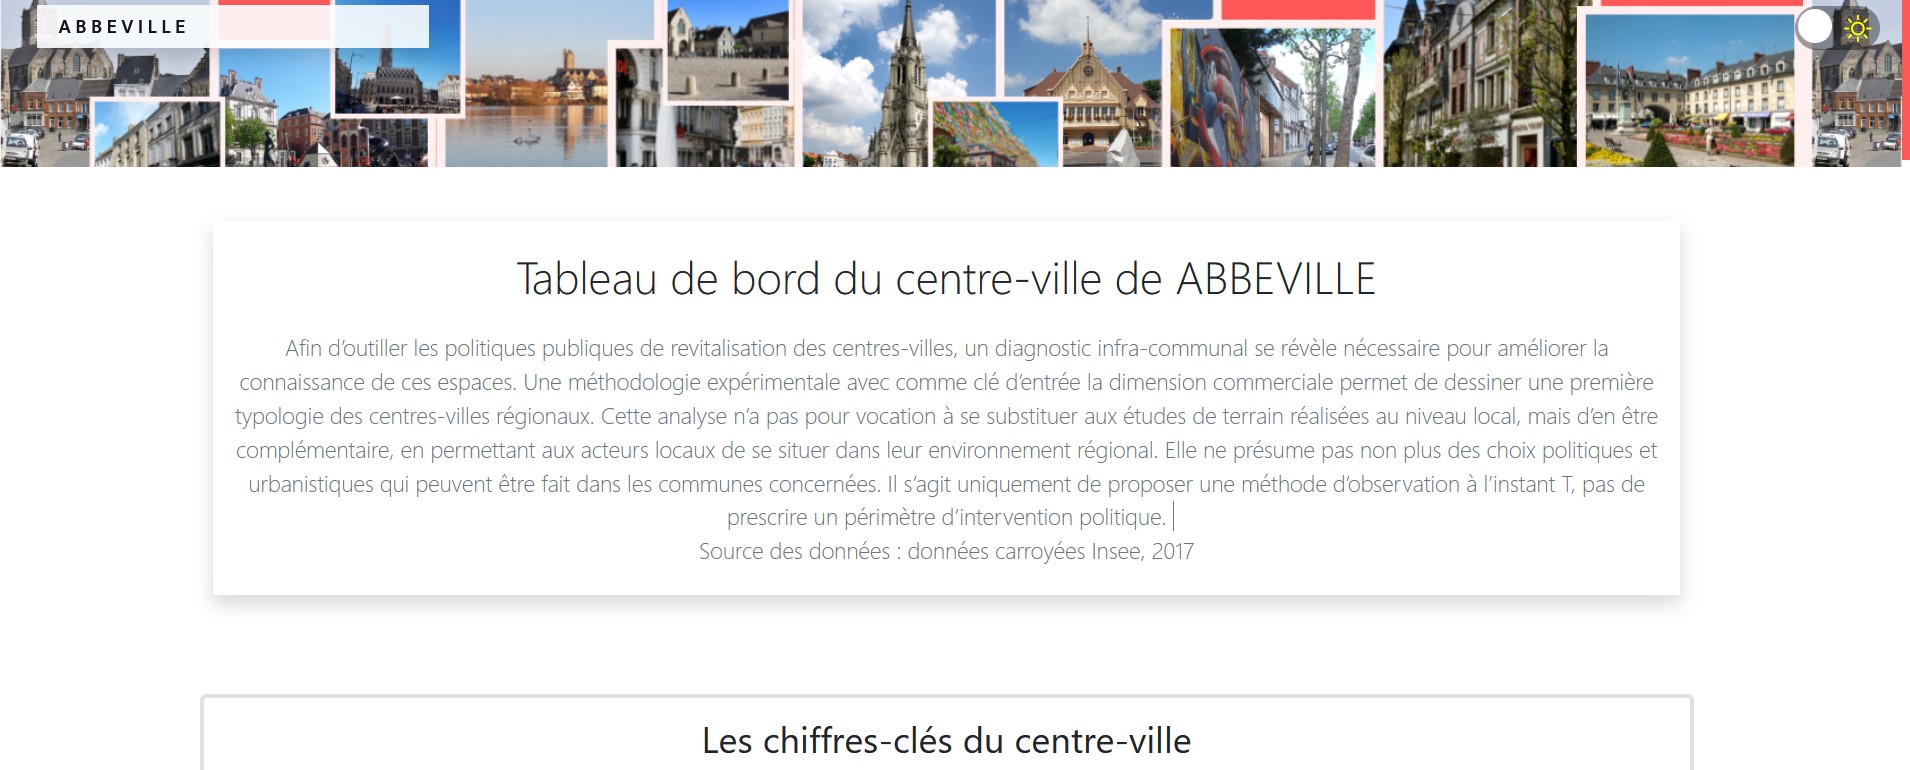 ABBEVILLE
Tableau de bord du centre-ville de ABBEVILLE
Afin d’outiller les politiques publiques de revitalisation des centres-villes, un diagnostic infra-communal se révèle nécessaire pour améliorer la
connaissance de ces espaces. Une méthodologie expérimentale avec comme clé d’entrée la dimension commerciale permet de dessiner une première
typologie des centres-villes régionaux. Cette analyse n’a pas pour vocation à se substituer aux études de terrain réalisées au niveau local, mais d’en être
complémentaire, en permettant aux acteurs locaux de se situer dans leur environnement régional. Elle ne présume pas non plus des choix politiques et
urbanistiques qui peuvent être fait dans les communes concernées. Il s’agit uniquement de proposer une méthode d’observation à l’instant T, pas de
prescrire un périmètre d’intervention politique.
Source des données : données carroyées Insee, 2017
Les chiffres-clés du centre-ville